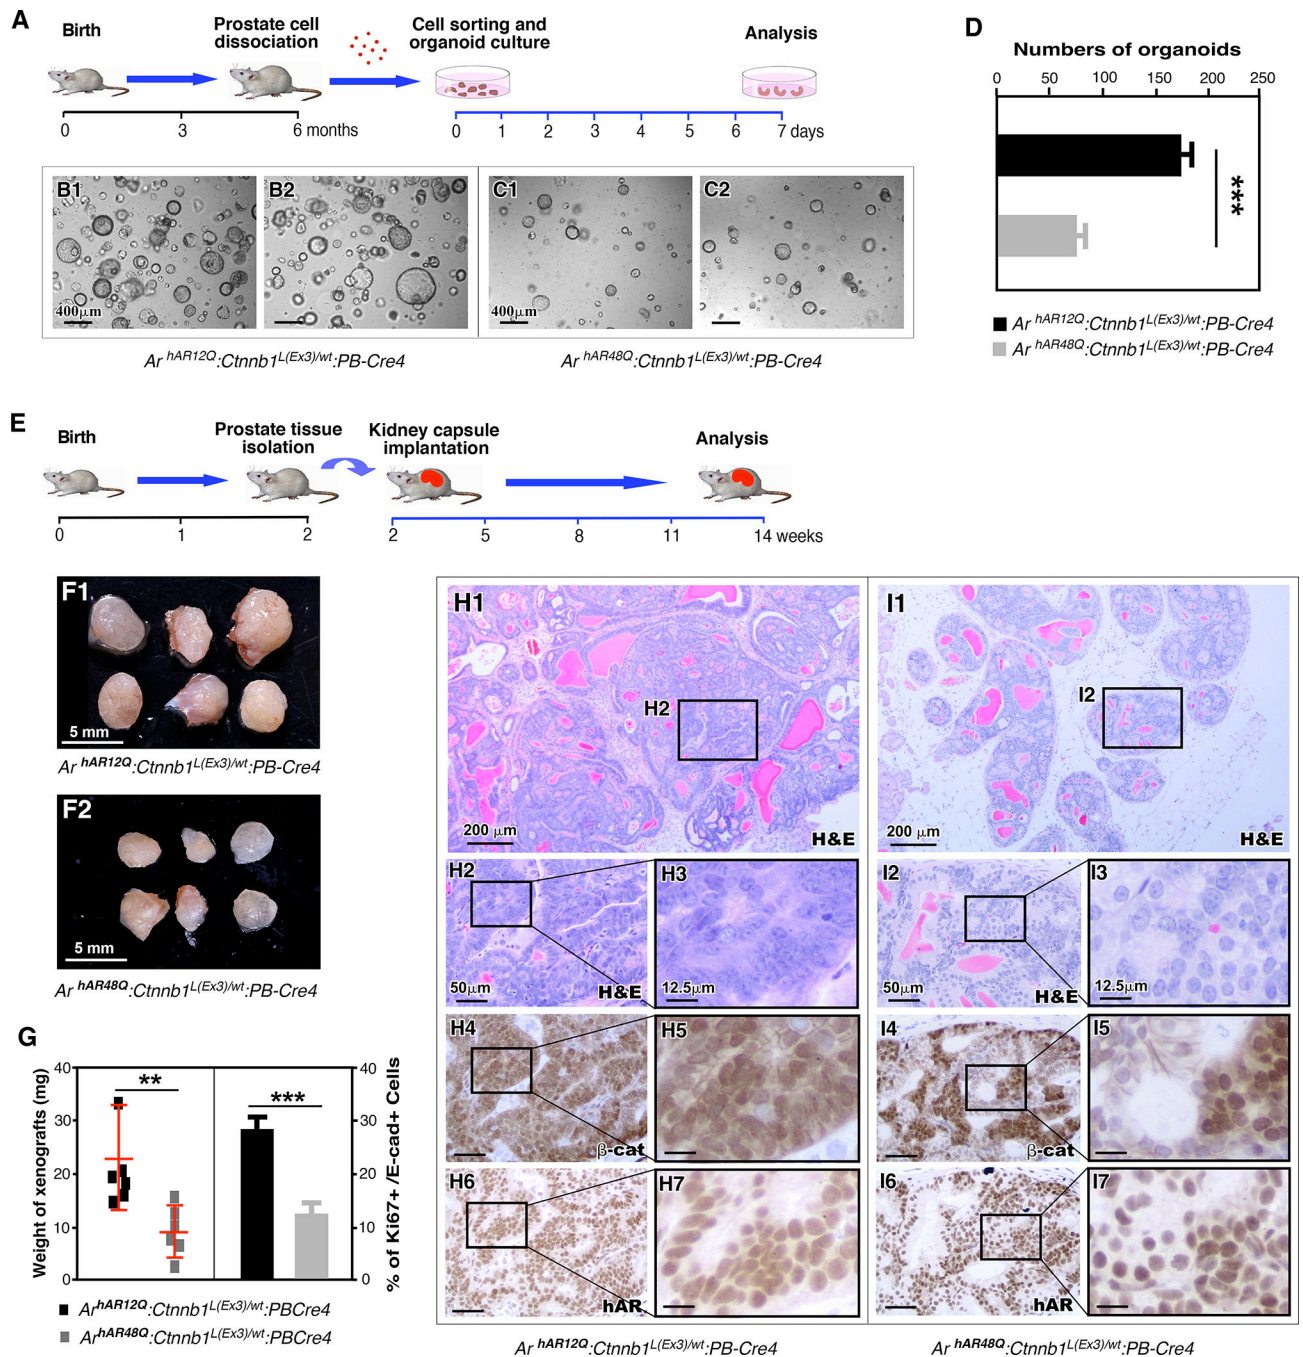 A
Birth
Prostate cell
dissociation
Cell sorting and
organoid culture
Analysis
0 3 6 months
0 1 2 3 4 5 6 7 days
B1
400µm
B2
C1
400µm
C2
Ar hAR12Q:Ctnnb1L(Ex3)/wt:PB-Cre4
Ar hAR48Q:Ctnnb1L(Ex3)/wt:PB-Cre4
D
Numbers of organoids
0 50 100 150 200 250
***
Ar hAR12Q:Ctnnb1L(Ex3)/wt:PB-Cre4
Ar hAR48Q:Ctnnb1L(Ex3)/wt:PB-Cre4
E
Birth
Prostate tissue
isolation
Kidney capsule
implantation
Analysis
0 1 2
2 5 8 11 14 weeks
F1
5 mm
Ar hAR12Q:Ctnnb1L(Ex3)/wt:PB-Cre4
F2
5 mm
Ar hAR48Q:Ctnnb1L(Ex3)/wt:PB-Cre4
G
Weight of xenografts (mg)
40
30
20
10
0
**
***
40
30
20
10
0
% of Ki67+ /E-cad+ Cells
ArhAR12Q:Ctnnb1L(Ex3)/wt:PBCre4
ArhAR48Q:Ctnnb1L(Ex3)/wt:PBCre4
H1
H2
200 µm
H&E
H2
50µm
H&E
H3
12.5µm
H4
β-cat
H5
H6
hAR
H7
Ar hAR12Q:Ctnnb1L(Ex3)/wt:PB-Cre4
I1
I2
200 µm
H&E
I2
50µm
H&E
I3
12.5µm
I4
β-cat
I5
I6
hAR
I7
Ar hAR48Q:Ctnnb1L(Ex3)/wt:PB-Cre4